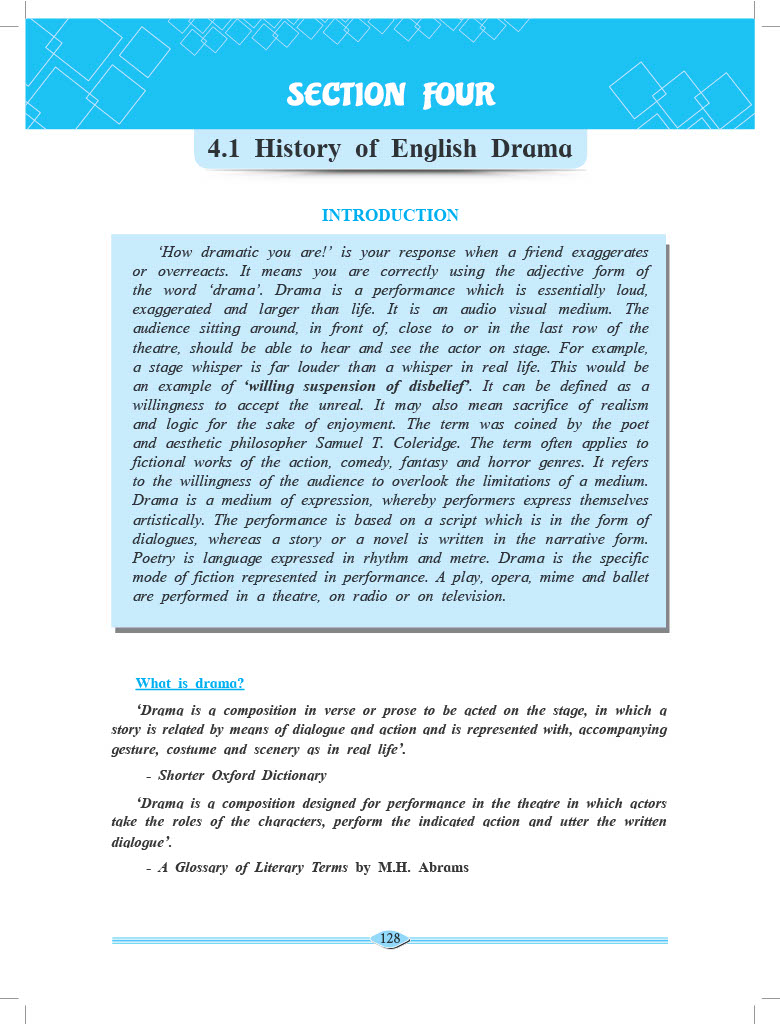 SECTION FOUR
4.1 History of English Drama
INTRODUCTION
‘How dramatic you are!’ is your response when a friend exaggerates
or overreacts. It means you are correctly using the adjective form of
the word ‘drama’. Drama is a performance which is essentially loud,
exaggerated and larger than life. It is an audio visual medium. The
audience sitting around, in front of, close to or in the last row of the
theatre, should be able to hear and see the actor on stage. For example,
a stage whisper is far louder than a whisper in real life. This would be
an example of ‘willing suspension of disbelief’. It can be defined as a
willingness to accept the unreal. It may also mean sacrifice of realism
and logic for the sake of enjoyment. The term was coined by the poet
and aesthetic philosopher Samuel T. Coleridge. The term often applies to
fictional works of the action, comedy, fantasy and horror genres. It refers
to the willingness of the audience to overlook the limitations of a medium.
Drama is a medium of expression, whereby performers express themselves
artistically. The performance is based on a script which is in the form of
dialogues, whereas a story or a novel is written in the narrative form.
Poetry is language expressed in rhythm and metre. Drama is the specific
mode of fiction represented in performance. A play, opera, mime and ballet
are performed in a theatre, on radio or on television.
What is drama?
‘Drama is a composition in verse or prose to be acted on the stage, in which a
story is related by means of dialogue and action and is represented with, accompanying
gesture, costume and scenery as in real life’.
- Shorter Oxford Dictionary
‘Drama is a composition designed for performance in the theatre in which actors
take the roles of the characters, perform the indicated action and utter the written
dialogue’.
- A Glossary of Literary Terms by M.H. Abrams
128